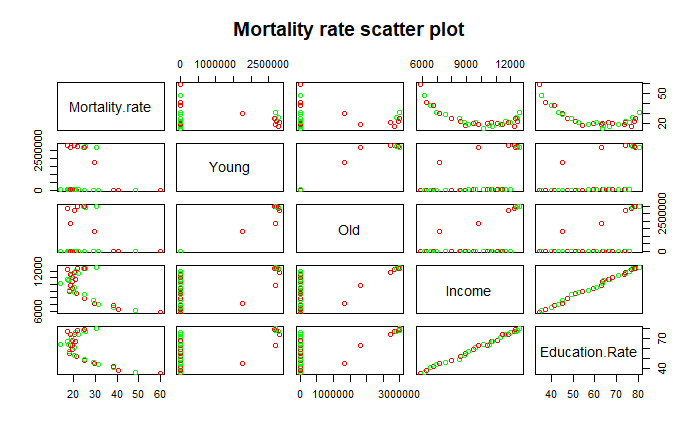 Mortality rate scatter plot
0 1000000 2500000
6000 9000 12000
Mortality.rate
20 50
0 2500000
Young
Old
0 2500000
6000 12000
Income
Education.Rate
40 60 80
20 30 40 50 60
0 1000000 3000000
40 50 60 70 80